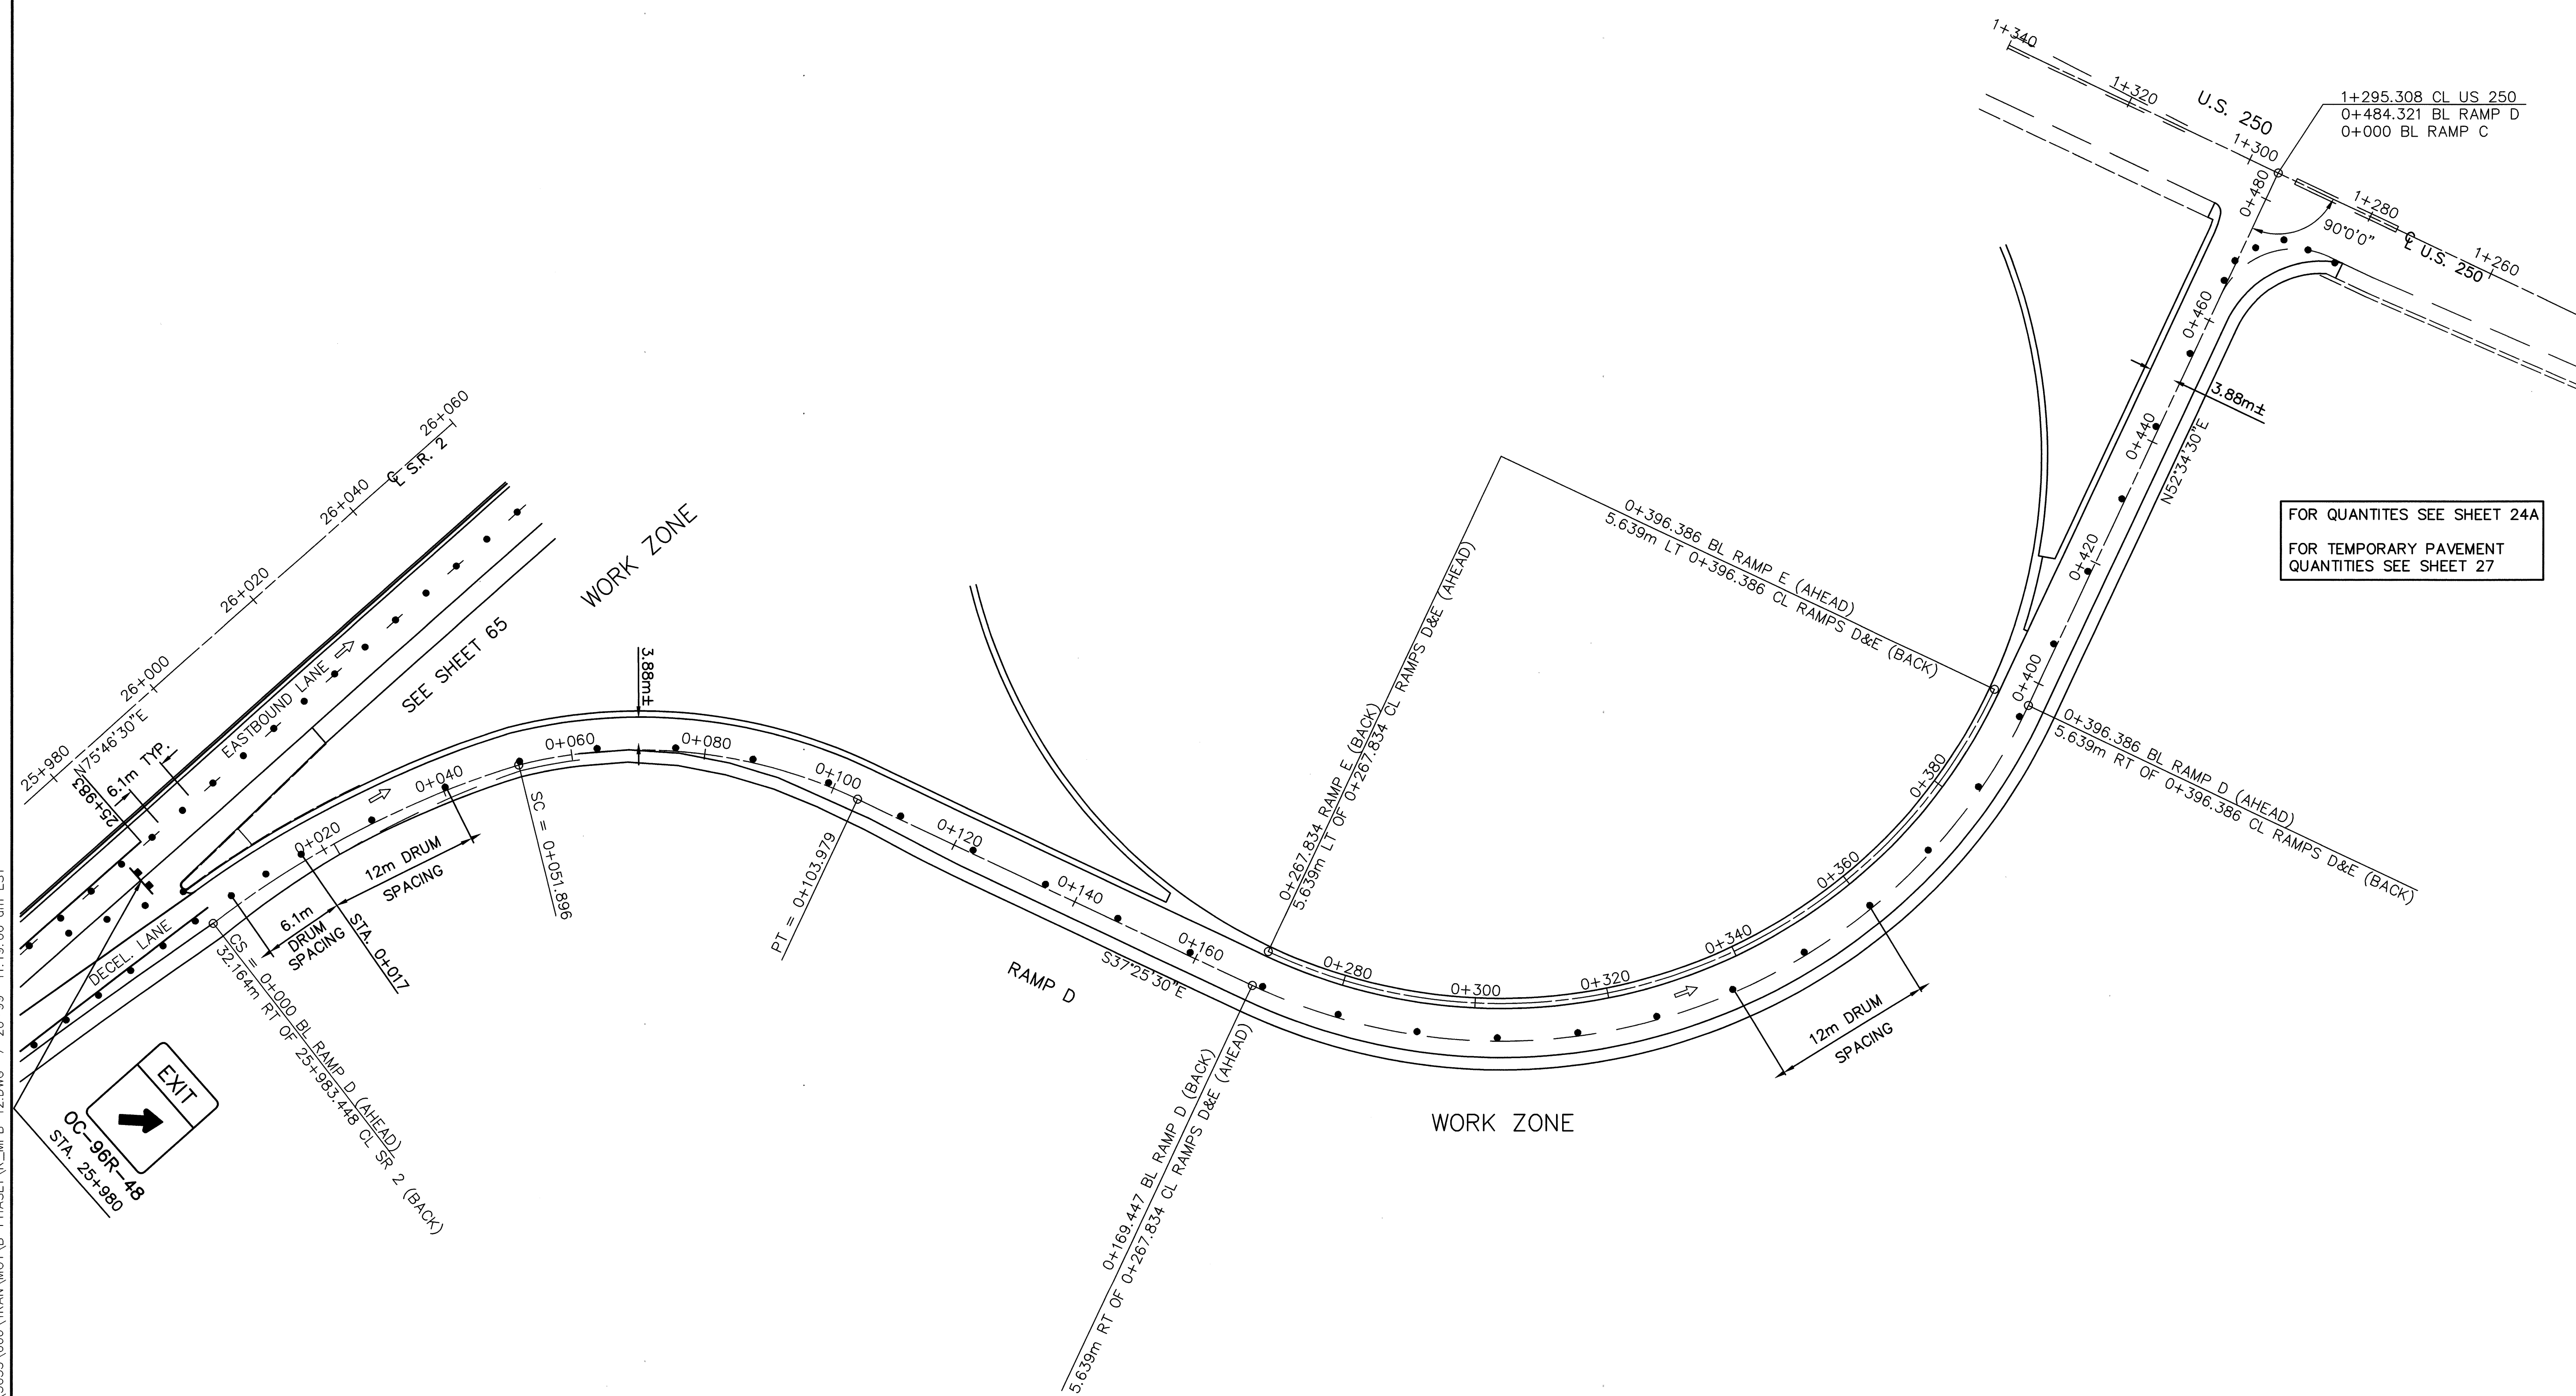 1+340
1+320
U.S. 250
1+300
1+295.308 CL US 250
0+484.321 BL RAMP D
0+000 BL RAMP C
0+480
1+280
90°0'0"
℄ U.S. 250
1+260
0+460
3.88m±
0+440
N52°34'30"E
0+420
0+400
FOR QUANTITES SEE SHEET 24A
FOR TEMPORARY PAVEMENT
QUANTITIES SEE SHEET 27
26+060
℄ S.R. 2
26+040
26+020
26+000
25+980
N75°46'30"E
25+983
6.1m TYP.
EASTBOUND LANE
WORK ZONE
SEE SHEET 65
3.88m±
DECEL. LANE
0+020
0+040
0+060
0+080
0+100
0+120
0+140
0+160
12m DRUM
SPACING
6.1m
DRUM
SPACING
STA. 0+017
SC = 0+051.896
PT = 0+103.979
CS = 0+000 BL RAMP D (AHEAD)
32.164m RT OF 25+983.448 CL SR 2 (BACK)
EXIT
OC-96R-48
STA. 25+980
RAMP D
S37°25'30"E
0+267.834 RAMP E (BACK)
5.639m LT OF 0+267.834 CL RAMPS D&E (AHEAD)
0+396.386 BL RAMP E (AHEAD)
5.639m LT 0+396.386 CL RAMPS D&E (BACK)
0+396.386 BL RAMP D (AHEAD)
5.639m RT OF 0+396.386 CL RAMPS D&E (BACK)
0+169.447 BL RAMP D (BACK)
5.639m RT OF 0+267.834 CL RAMPS D&E (AHEAD)
0+280
0+300
0+320
0+340
0+360
0+380
12m DRUM
SPACING
WORK ZONE